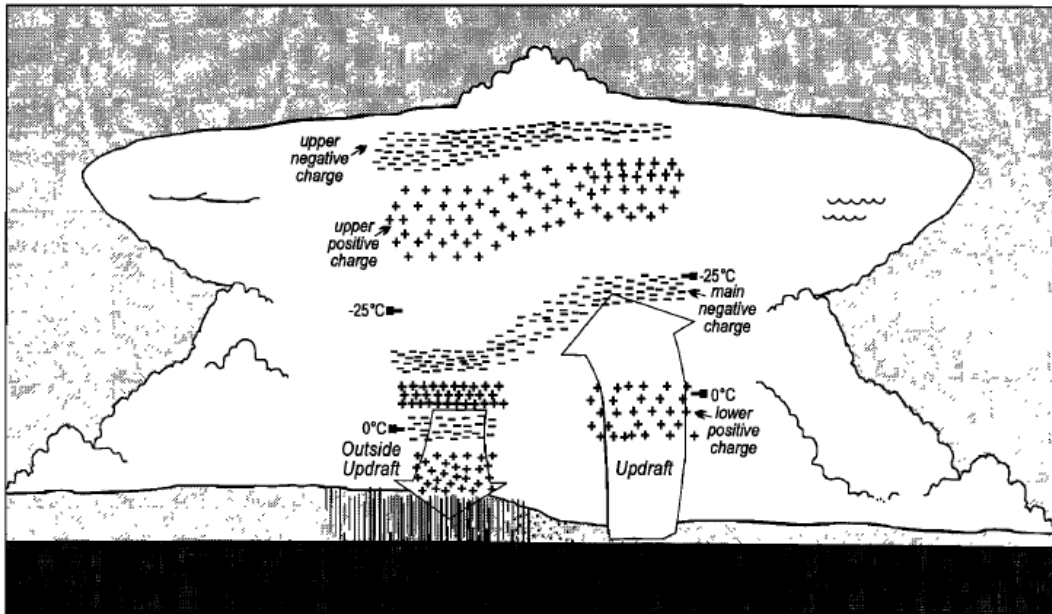 upper
negative
charge
upper
positive
charge
-25°C
-25°C
main
negative
charge
0°C
lower
positive
charge
0°C
Outside
Updraft
Updraft